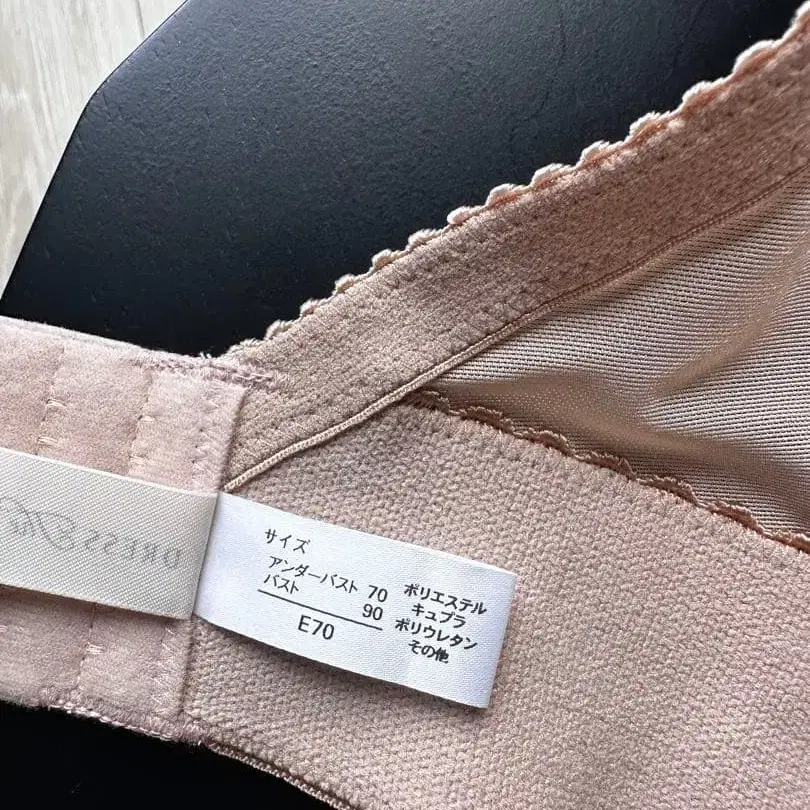 サイズ
アンダーバスト 70
バスト 90
E70
ポリエステル
キュプラ
ポリウレタン
その他
DRESS